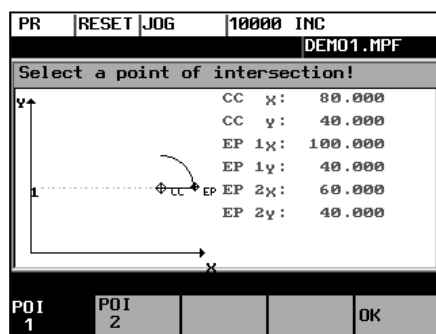 PR RESET JOG 10000 INC
DEMO1.MPF
Select a point of intersection!
Y
CC x: 80.000
CC y: 40.000
EP 1x: 100.000
EP 1y: 40.000
1 CC EP EP 2x: 60.000
EP 2y: 40.000
X
POI 1
POI 2
OK